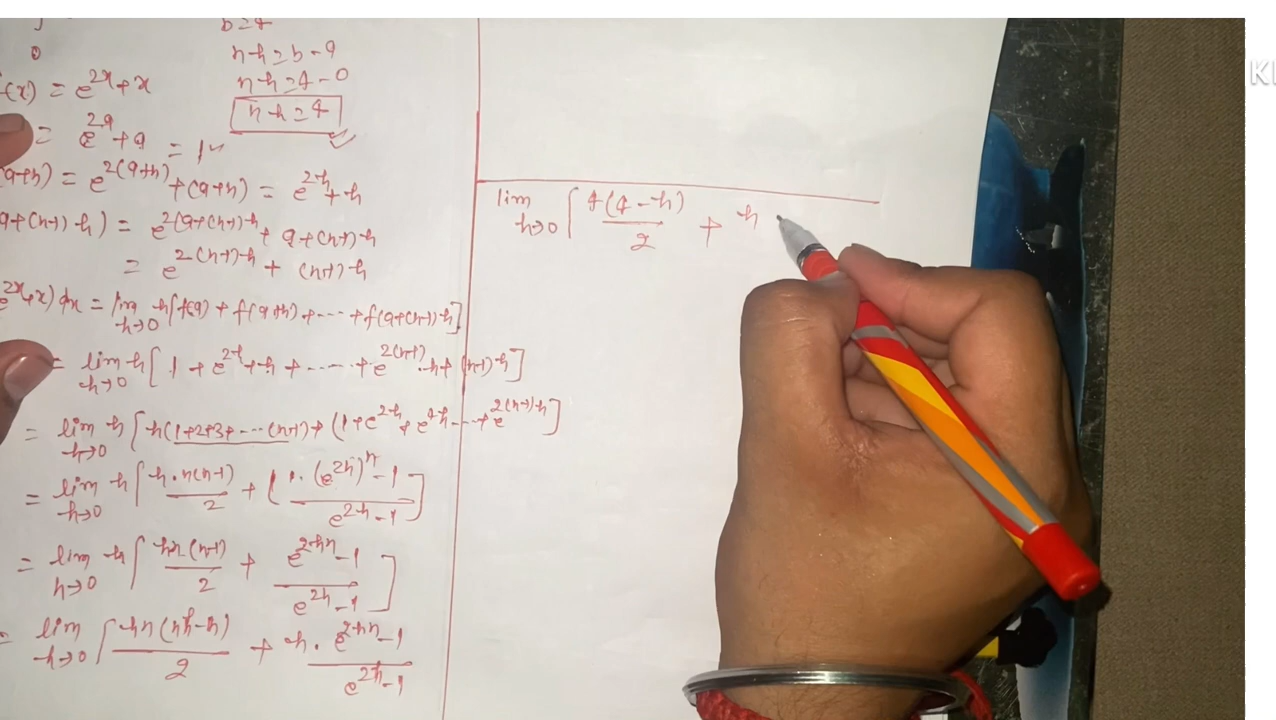 b = 4
0
nh = b - a
f(x) = e^{2x} + x
nh = 4 - 0
nh = 4
= e^{2a} + a = 1
(a+h) = e^{2(a+h)} + (a+h) = e^{2h} + h
a+(n-1)h) = e^{2(a+(n-1)h} + a+(n-1)h
= e^{2(n-1)h} + (n-1)h
e^{2x}+x) dx = lim h→0 h[f(a) + f(a+h) + ---- + f(a+(n-1)h]
= lim h→0 h[1 + e^{2h}+h + ------ + e^{2(n-1)}.h + (n-1)h]
= lim h→0 h[h(1+2+3+----(n-1)+ (1+e^{2h}+e^{4h}----+e^{2(n-1)h}]
= lim h→0 h[h.n(n-1)/2 + (1.(e^{2h})^n-1/e^{2h}-1]
= lim h→0 h[hn(n-1)/2 + e^{2hn}-1/e^{2h}-1]
= lim h→0 [hn(nh-h)/2 + h.e^{2hn}-1/e^{2h}-1
lim h→0 [4(4-h)/2 + h